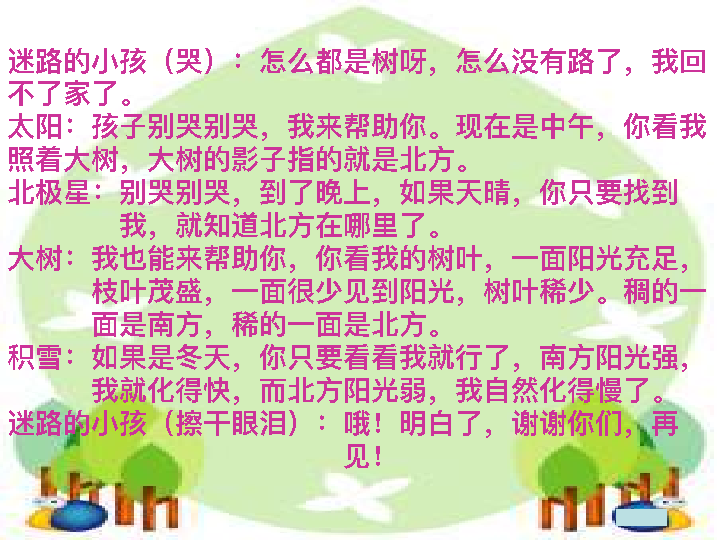 迷路的小孩（哭）：怎么都是树呀，怎么没有路了，我回
不了家了。
太阳：孩子别哭别哭，我来帮助你。现在是中午，你看我
照着大树，大树的影子指的就是北方。
北极星：别哭别哭，到了晚上，如果天晴，你只要找到
我，就知道北方在哪里了。
大树：我也能来帮助你，你看我的树叶，一面阳光充足，
枝叶茂盛，一面很少见到阳光，树叶稀少。稠的一
面是南方，稀的一面是北方。
积雪：如果是冬天，你只要看看我就行了，南方阳光强，
我就化得快，而北方阳光弱，我自然化得慢了。
迷路的小孩（擦干眼泪）：哦！明白了，谢谢你们，再
见！